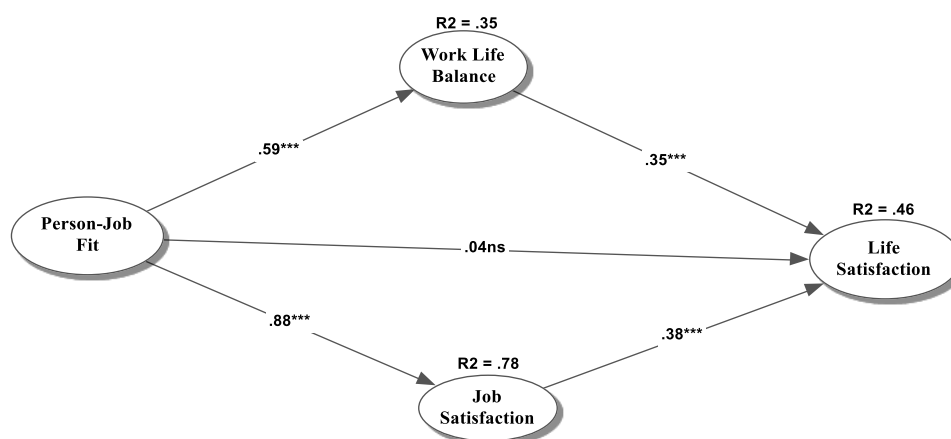 R2 = .35
Work Life
Balance
.59***
.35***
Person-Job
Fit
R2 = .46
.04ns
Life
Satisfaction
.88***
.38***
R2 = .78
Job
Satisfaction